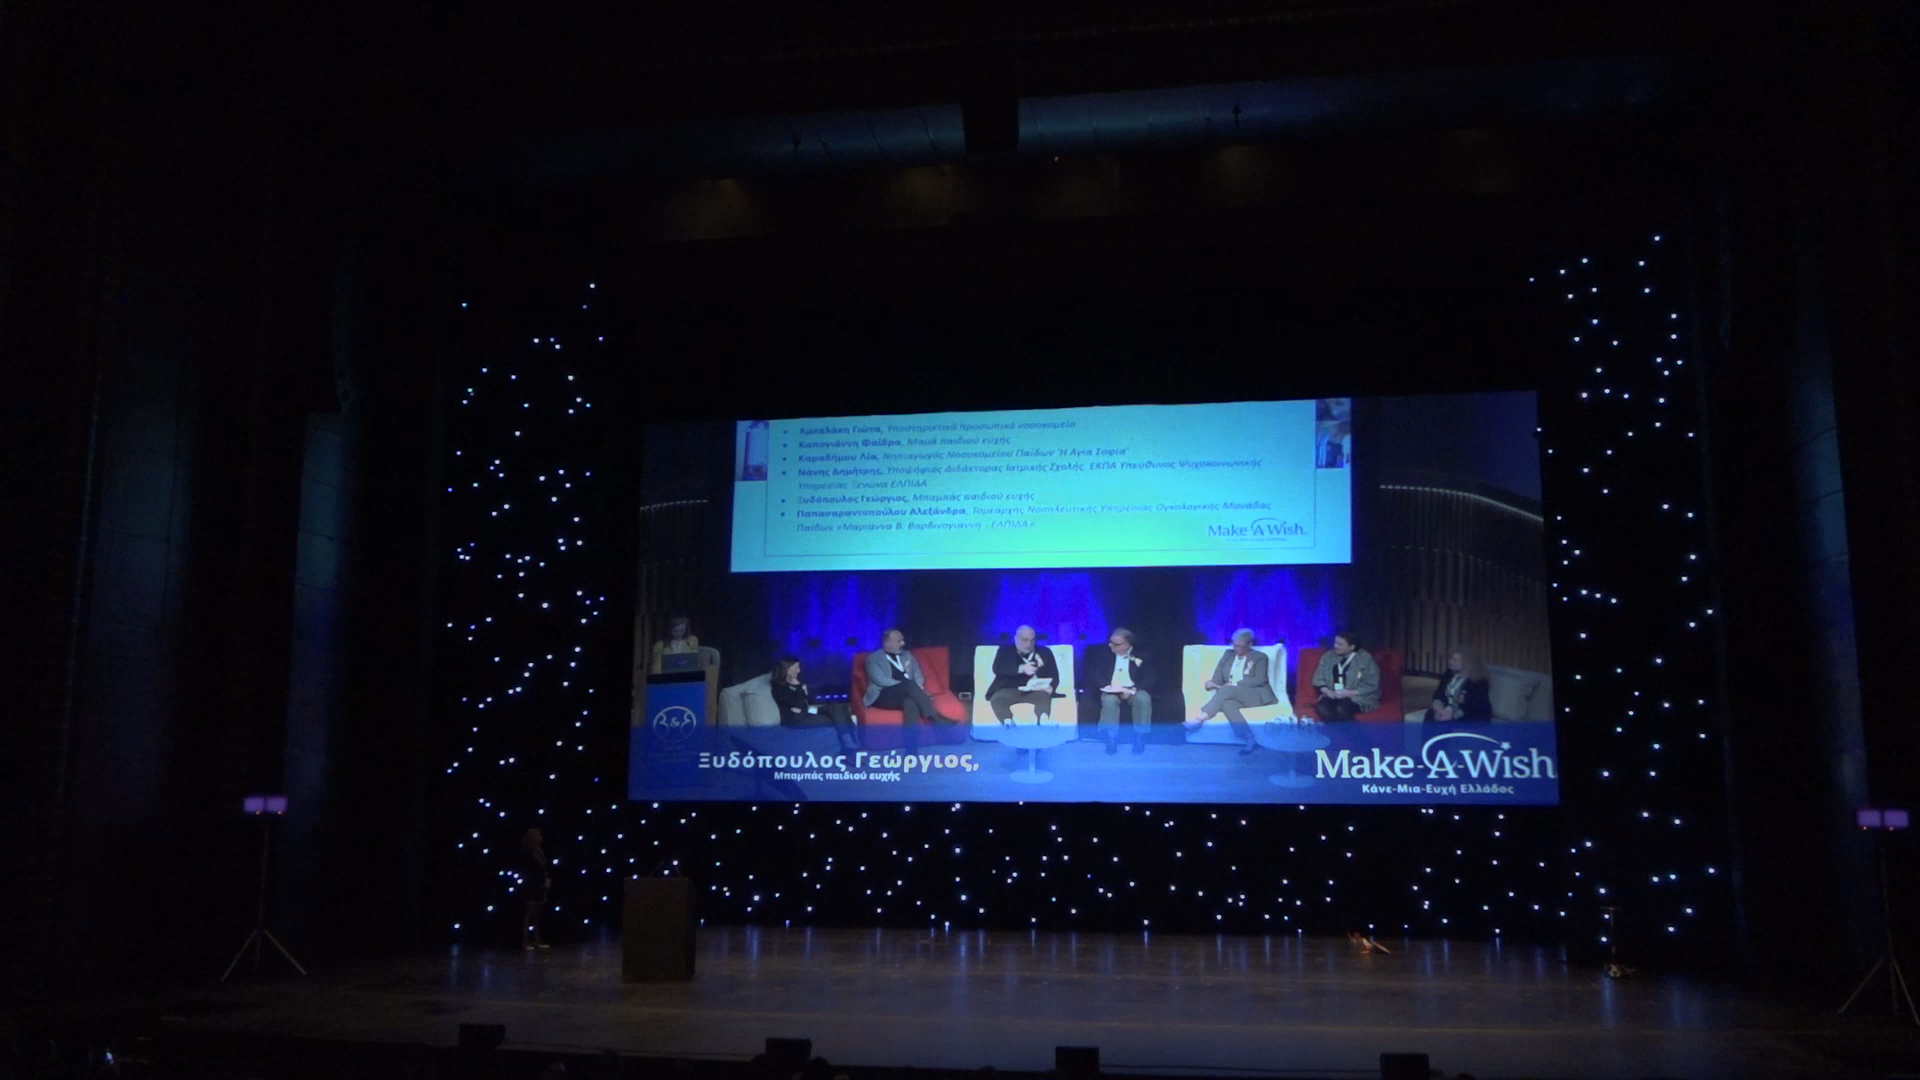 Αμπελάκη Γιώτα, Υποστηρικτικό προσωπικό νοσοκομείο
Καπογιάννη Φαίδρα, Μαμά παιδιού ευχής
Καραδήμου Λία, Νηπιαγωγός Νοσοκομείου Παίδων "Η Αγία Σοφία"
Νάνης Δημήτρης, Υποψήφιος Διδάκτορας Ιατρικής Σχολής, ΕΚΠΑ Υπεύθυνος Ψυχοκοινωνικής
Υπηρεσίας Ξενώνα ΕΛΠΙΔΑ
Ξυδόπουλος Γεώργιος, Μπαμπάς παιδιού ευχής
Παπασαραντοπούλου Αλεξάνδρα, Τομεάρχης Νοσηλευτικής Υπηρεσίας Ογκολογικής Μονάδας
Παίδων «Μαριάννα Β. Βαρδινογιάννη - ΕΛΠΙΔΑ»
Make-A-Wish.
Ξυδόπουλος Γεώργιος,
Μπαμπάς παιδιού ευχής
Make-A-Wish
Κάνε-Μια-Ευχή Ελλάδος